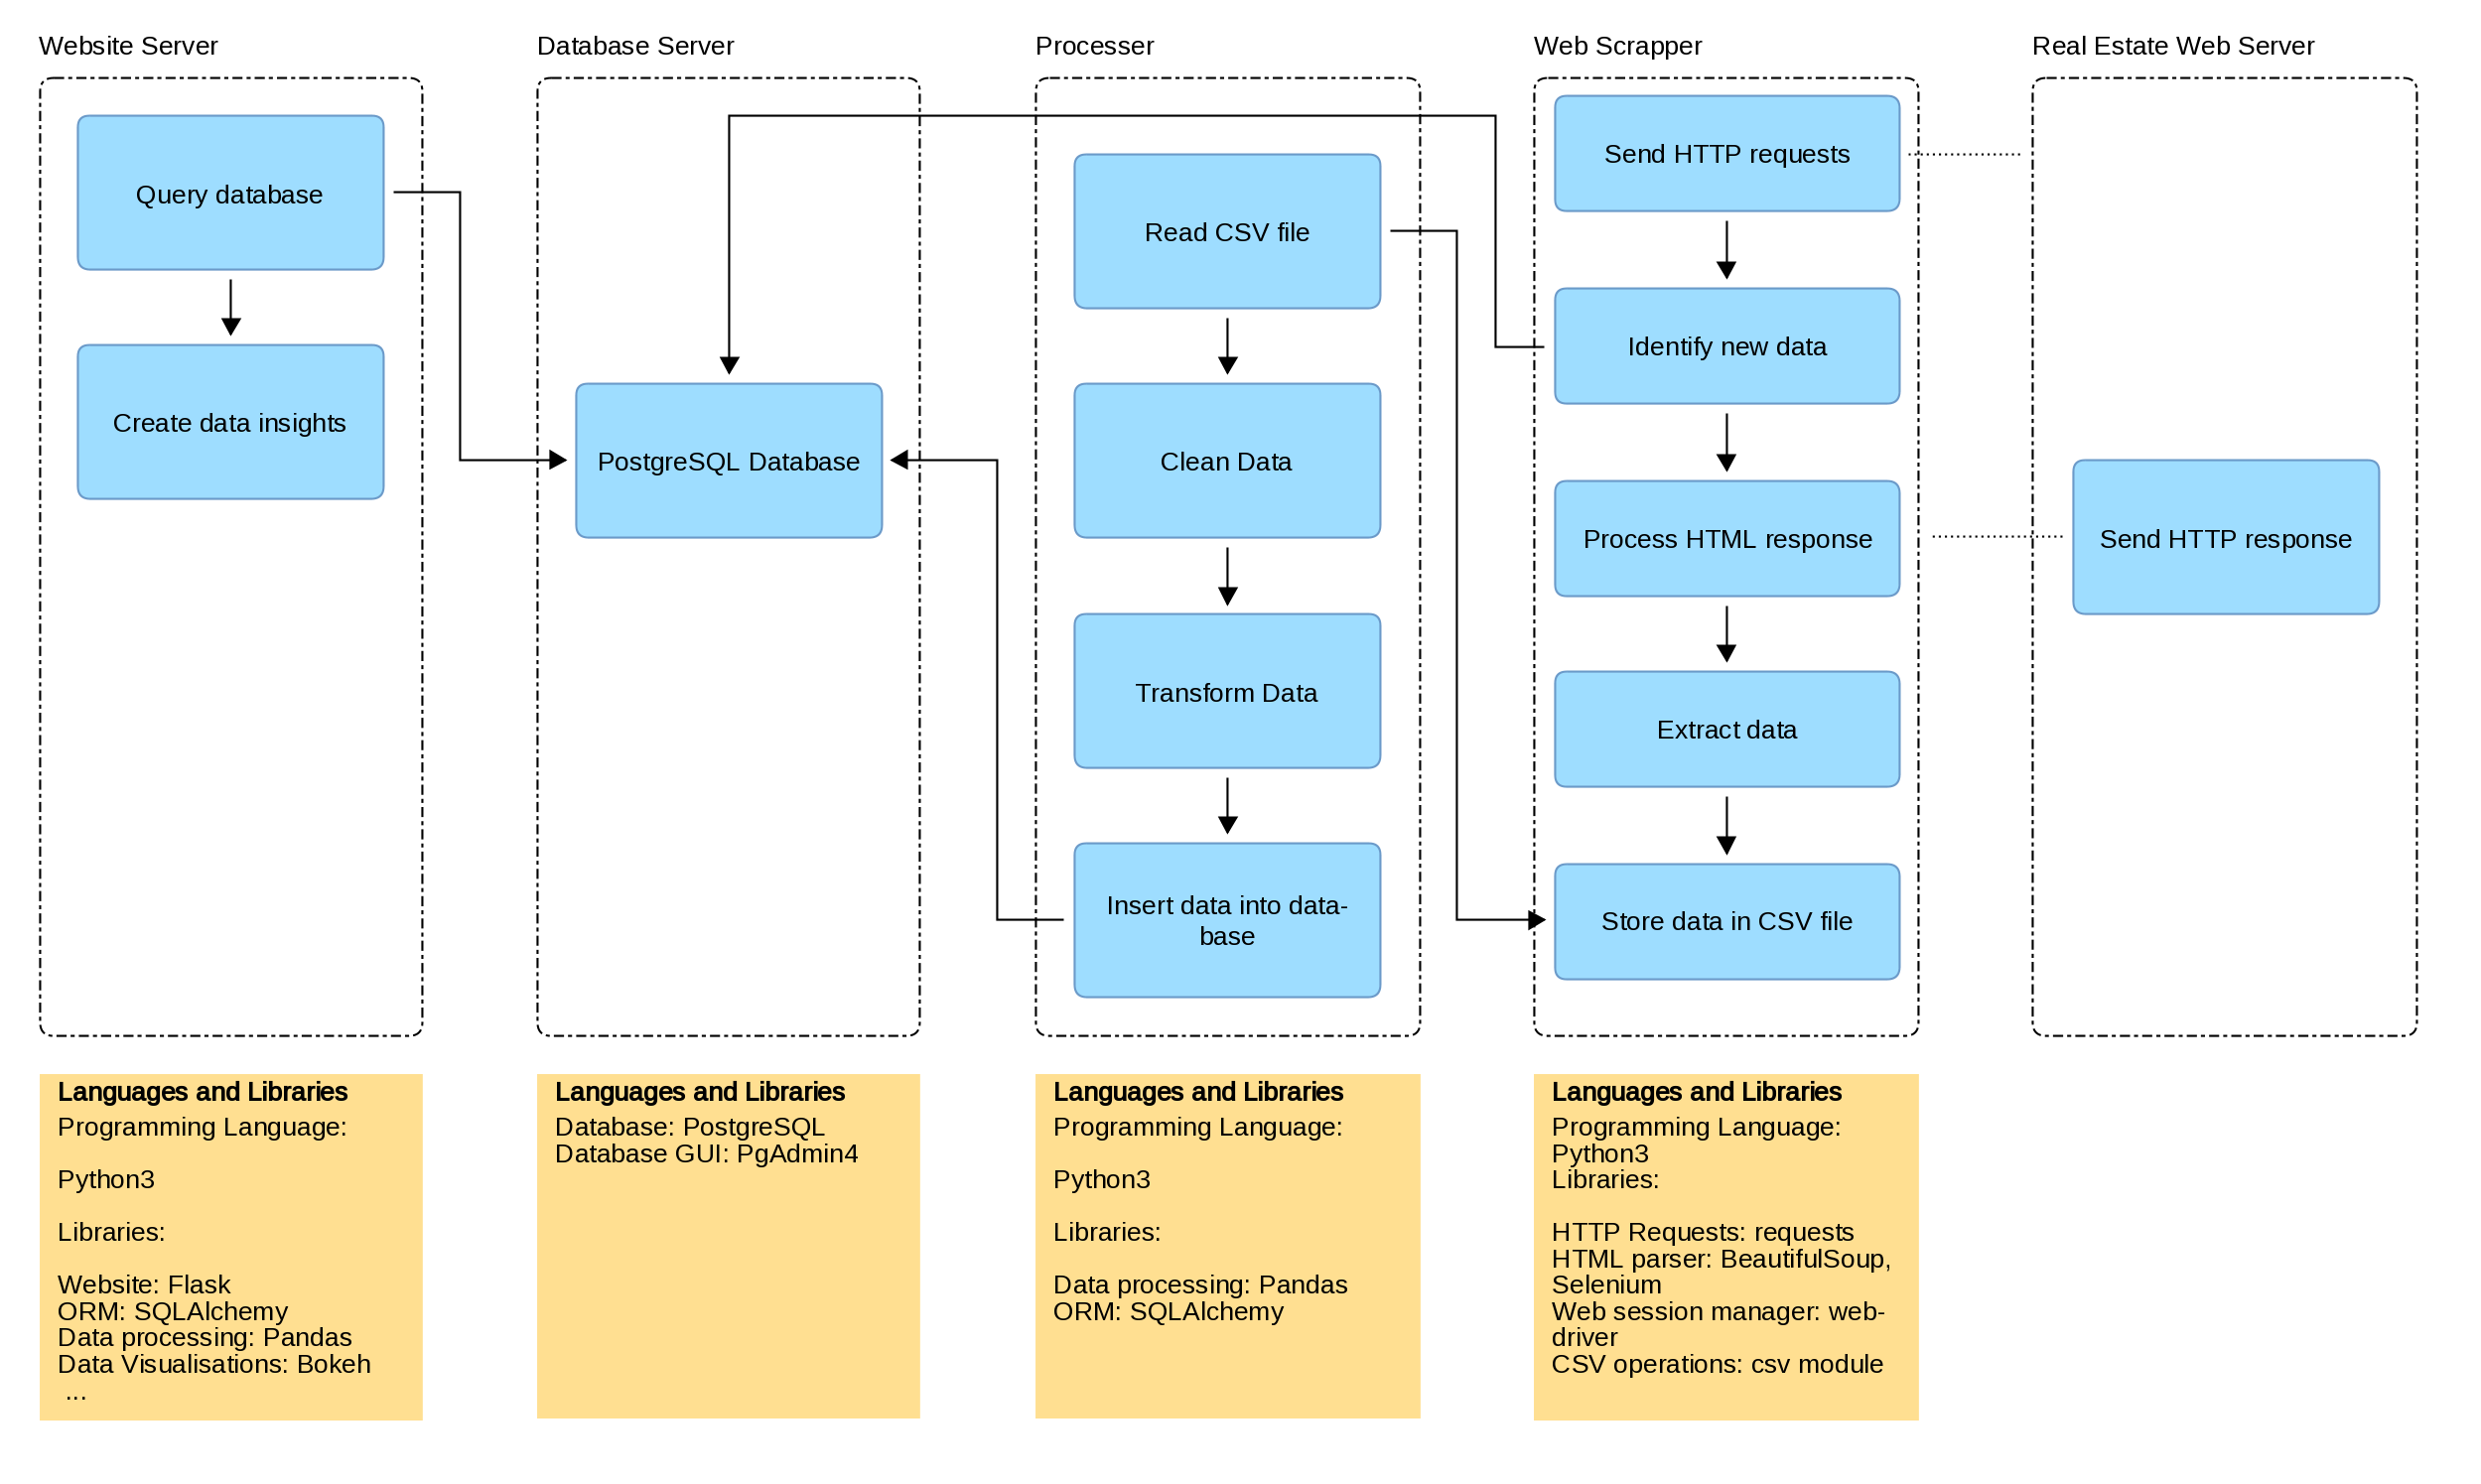 Website Server
Query database
Create data insights
Languages and Libraries
Programming Language:
Python3
Libraries:
Website: Flask
ORM: SQLAlchemy
Data processing: Pandas
Data Visualisations: Bokeh
...
Database Server
PostgreSQL Database
Languages and Libraries
Database: PostgreSQL
Database GUI: PgAdmin4
Processer
Read CSV file
Clean Data
Transform Data
Insert data into data-
base
Languages and Libraries
Programming Language:
Python3
Libraries:
Data processing: Pandas
ORM: SQLAlchemy
Web Scrapper
Send HTTP requests
Identify new data
Process HTML response
Extract data
Store data in CSV file
Languages and Libraries
Programming Language:
Python3
Libraries:
HTTP Requests: requests
HTML parser: BeautifulSoup,
Selenium
Web session manager: web-
driver
CSV operations: csv module
Real Estate Web Server
Send HTTP response